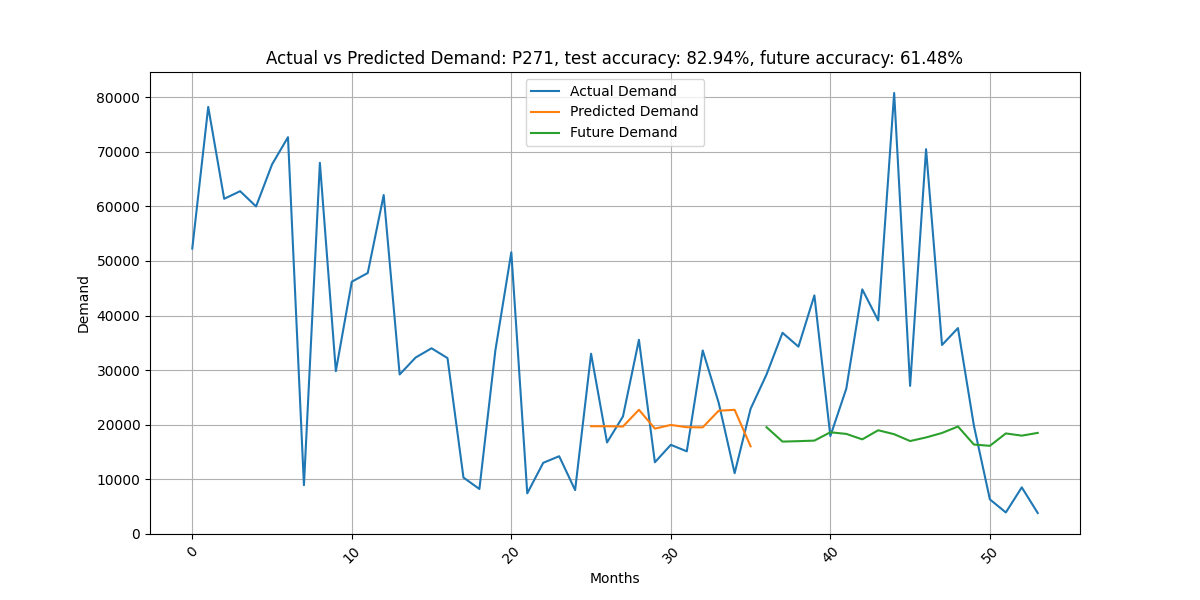 Actual vs Predicted Demand: P271, test accuracy: 82.94%, future accuracy: 61.48%
Actual Demand
Predicted Demand
Future Demand
80000
70000
60000
50000
40000
30000
20000
10000
0
Demand
0
10
20
30
40
50
Months